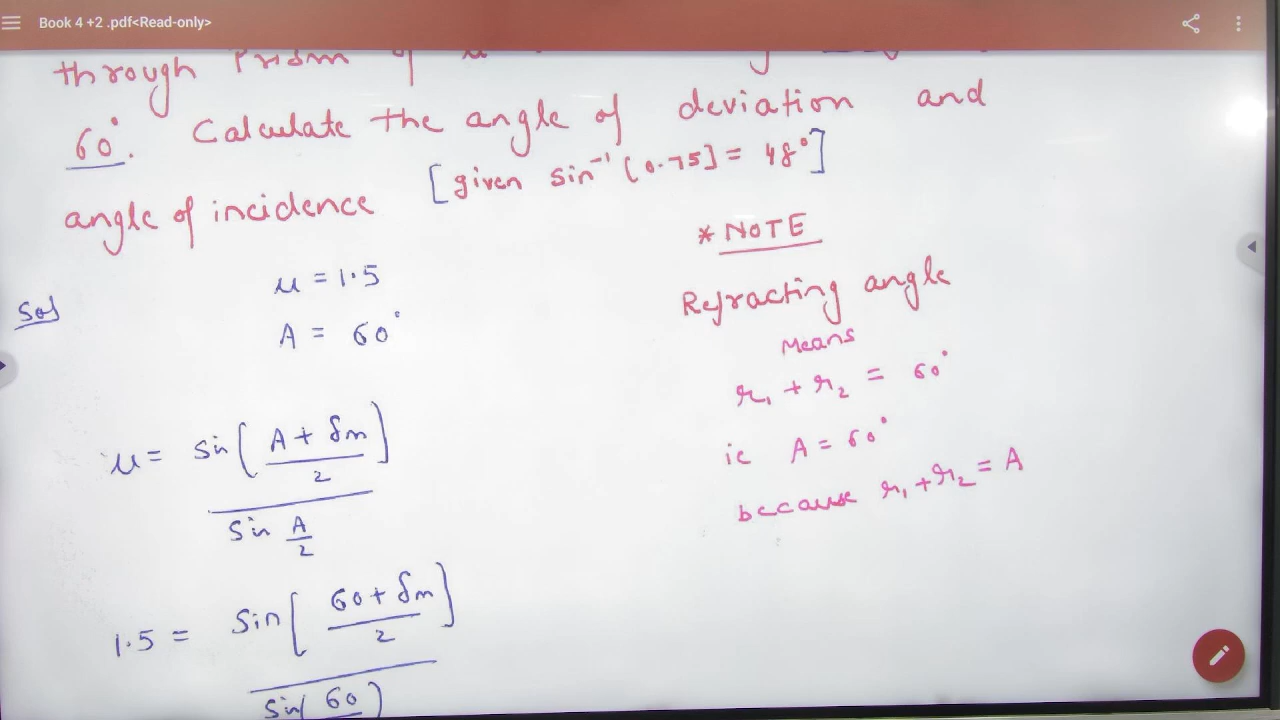 Book 4 +2 .pdf<Read-only>
through Prism of
60°. Calculate the angle of deviation and
angle of incidence [given sin⁻¹(0.75] = 48°]
* NOTE
Sol
μ = 1.5
A = 60°
Refracting angle
Means
r₁ + r₂ = 60°
ie A = 60°
because r₁ + r₂ = A
μ = sin[ A + δm / 2 ]
sin A/2
1.5 = sin[ 60 + δm / 2 ]
sin( 60 )